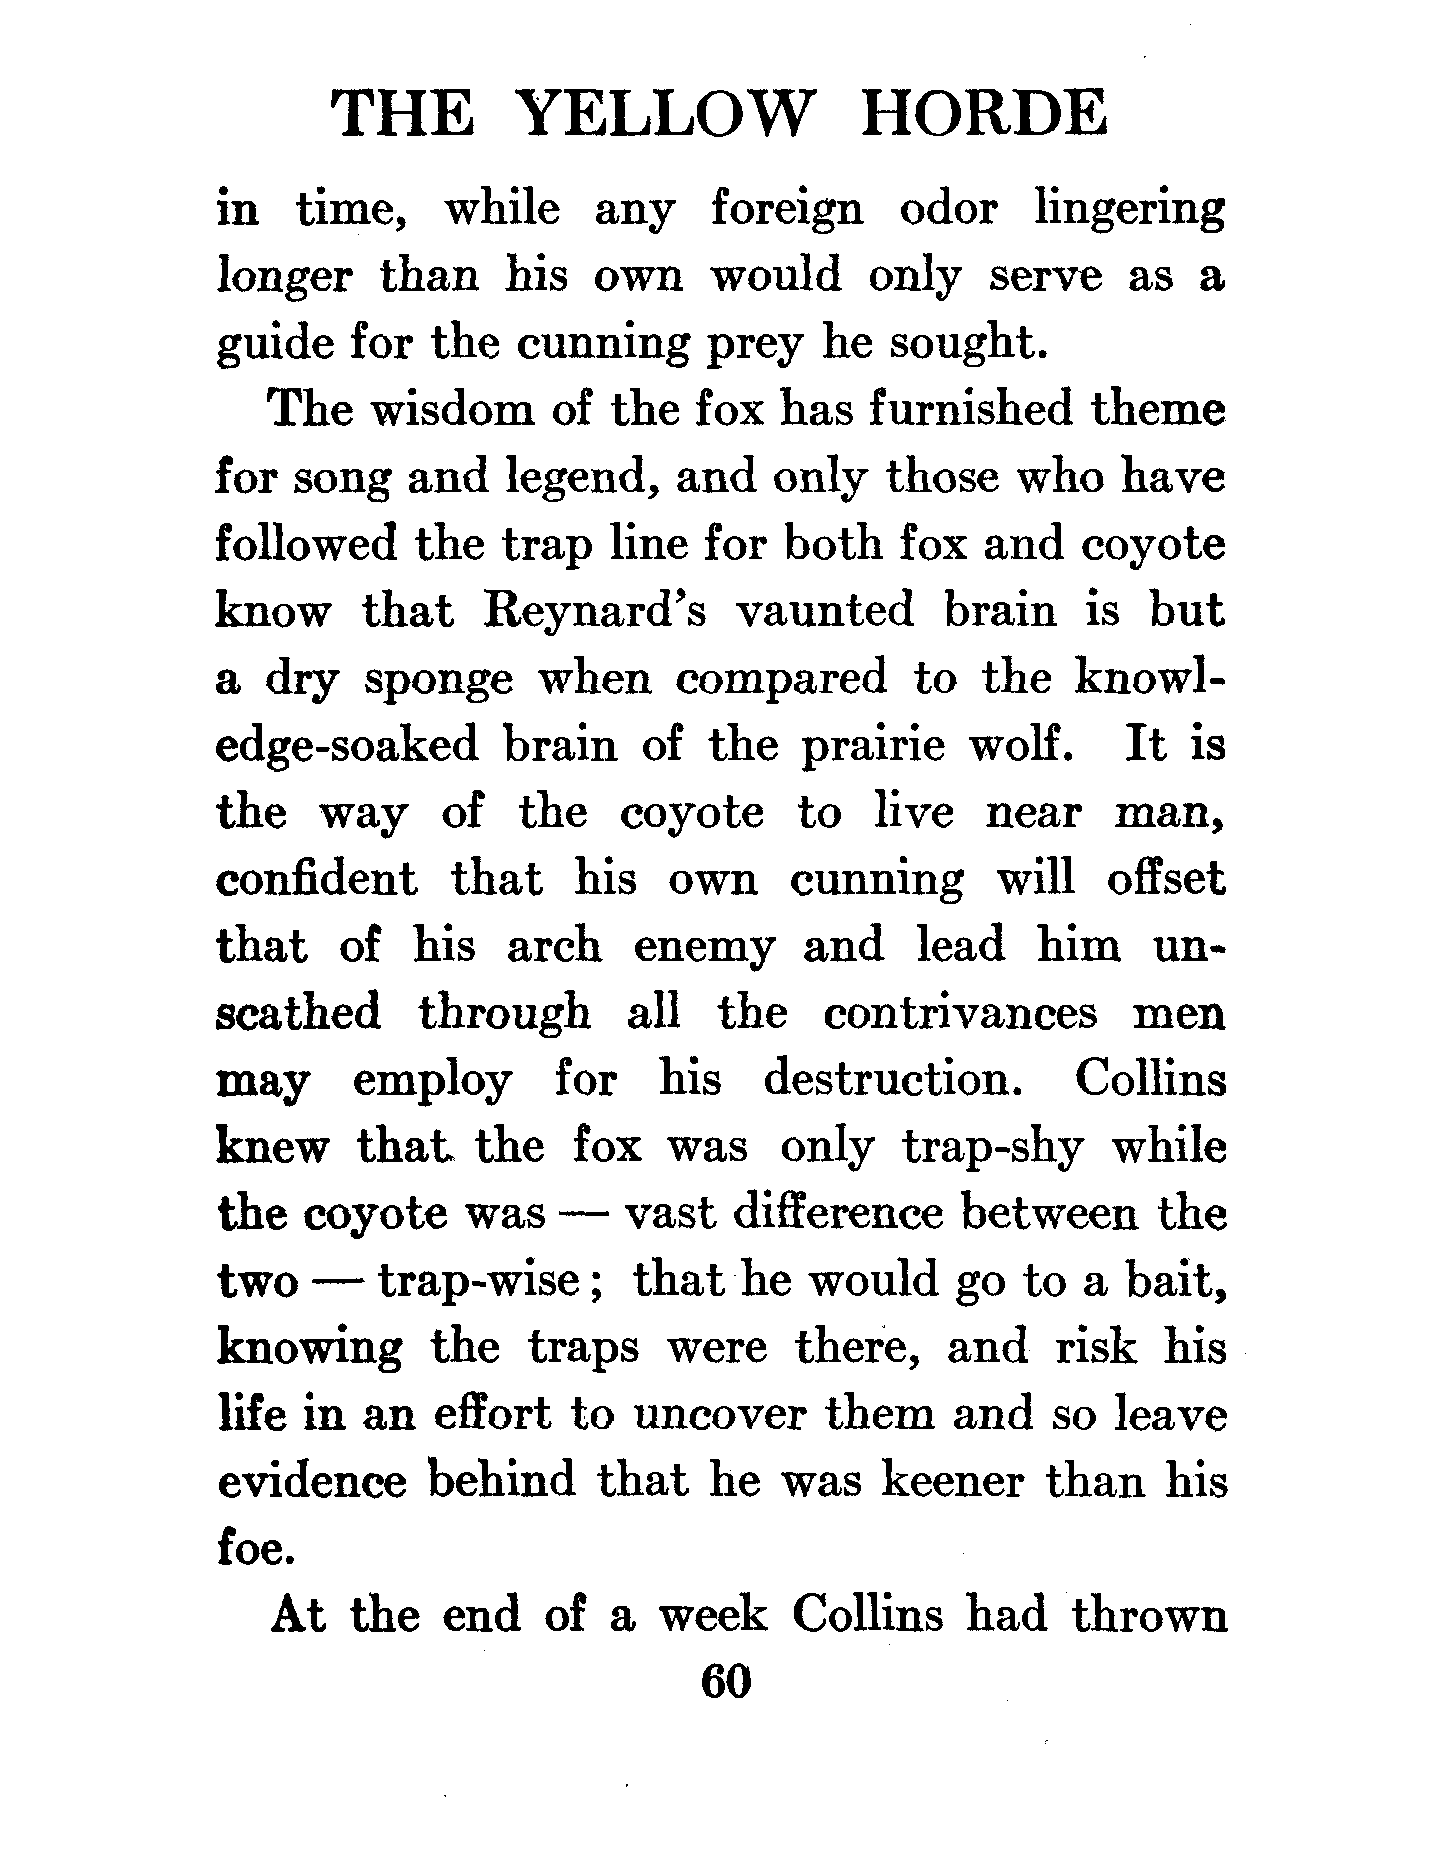 THE YELLOW HORDE
in time, while any foreign odor lingering
longer than his own would only serve as a
guide for the cunning prey he sought.
The wisdom of the fox has furnished theme
for song and legend, and only those who have
followed the trap line for both fox and coyote
know that Reynard's vaunted brain is but
a dry sponge when compared to the knowl-
edge-soaked brain of the prairie wolf. It is
the way of the coyote to live near man,
confident that his own cunning will offset
that of his arch enemy and lead him un-
scathed through all the contrivances men
may employ for his destruction. Collins
knew that the fox was only trap-shy while
the coyote was — vast difference between the
two — trap-wise; that he would go to a bait,
knowing the traps were there, and risk his
life in an effort to uncover them and so leave
evidence behind that he was keener than his
foe.
At the end of a week Collins had thrown
60